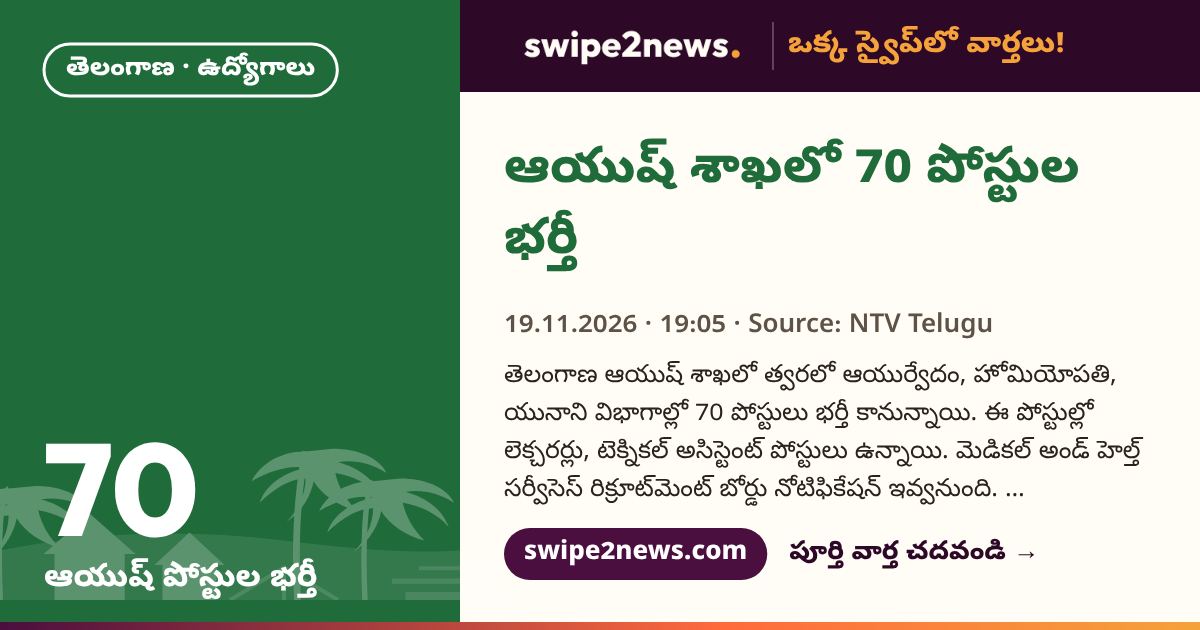 తెలంగాణ · ఉద్యోగాలు
70
ఆయుష్ పోస్టుల భర్తీ
swipe2news.
ఒక్క స్వైప్‌లో వార్తలు!
ఆయుష్ శాఖలో 70 పోస్టుల
భర్తీ
19.11.2026 · 19:05 · Source: NTV Telugu
తెలంగాణ ఆయుష్ శాఖలో త్వరలో ఆయుర్వేదం, హోమియోపతి,
యునాని విభాగాల్లో 70 పోస్టులు భర్తీ కానున్నాయి. ఈ పోస్టుల్లో
లెక్చరర్లు, టెక్నికల్ అసిస్టెంట్ పోస్టులు ఉన్నాయి. మెడికల్ అండ్ హెల్త్
సర్వీసెస్ రిక్రూట్‌మెంట్ బోర్డు నోటిఫికేషన్ ఇవ్వనుంది. ...
swipe2news.com
పూర్తి వార్త చదవండి →